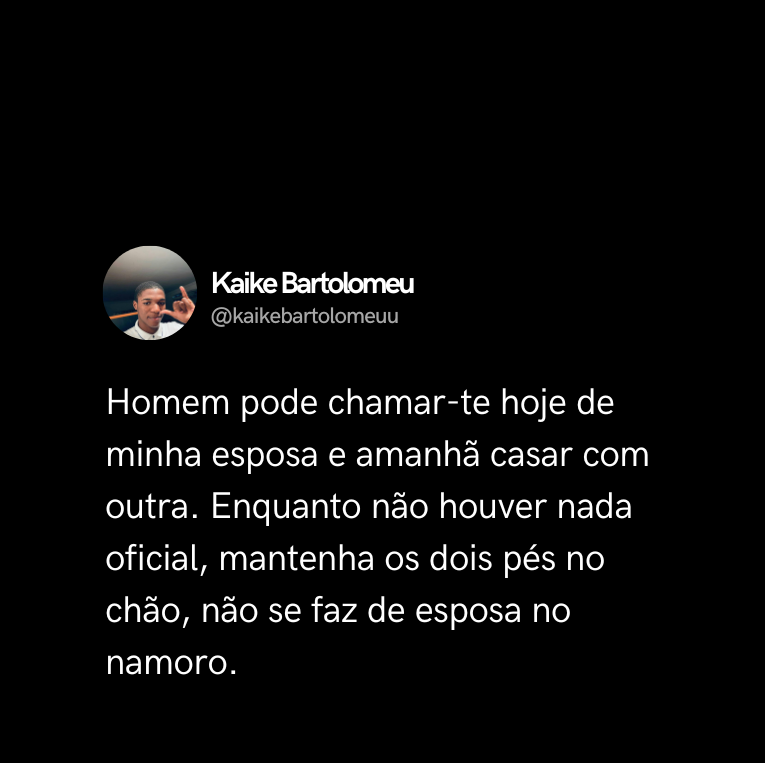 Kaike Bartolomeu
@kaikebartolomeuu
Homem pode chamar-te hoje de
minha esposa e amanhã casar com
outra. Enquanto não houver nada
oficial, mantenha os dois pés no
chão, não se faz de esposa no
namoro.